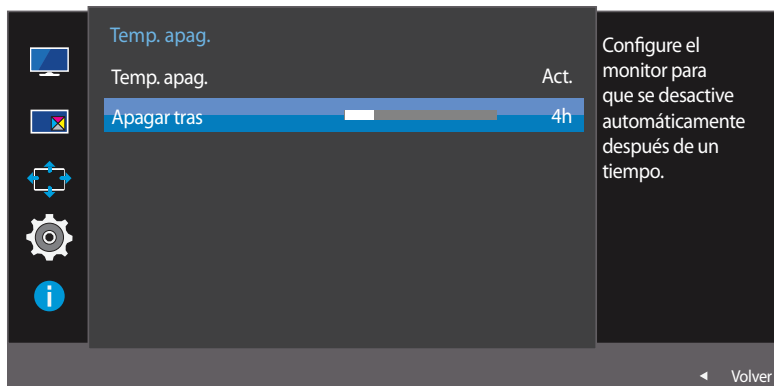 Temp. apag.
Temp. apag. Act.
Apagar tras 4h
Configure el
monitor para
que se desactive
automáticamente
después de un
tiempo.
Volver